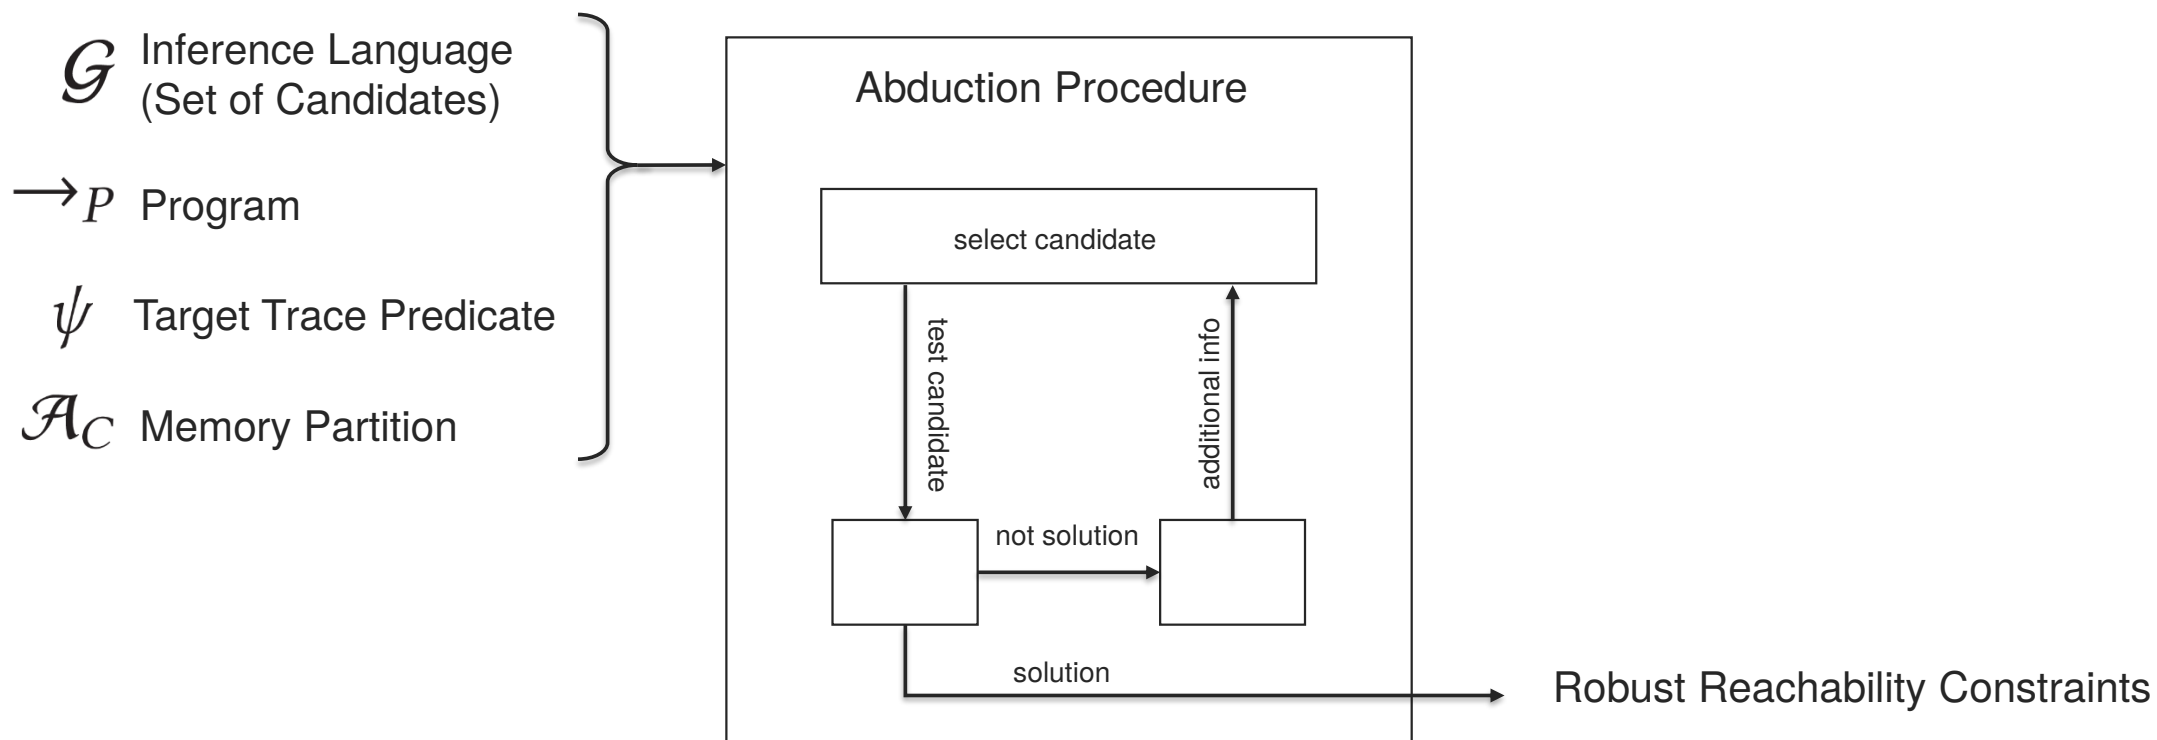 𝒢 Inference Language
(Set of Candidates)
→P Program
ψ Target Trace Predicate
𝒜C Memory Partition
Abduction Procedure
select candidate
test candidate
additional info
not solution
solution
Robust Reachability Constraints